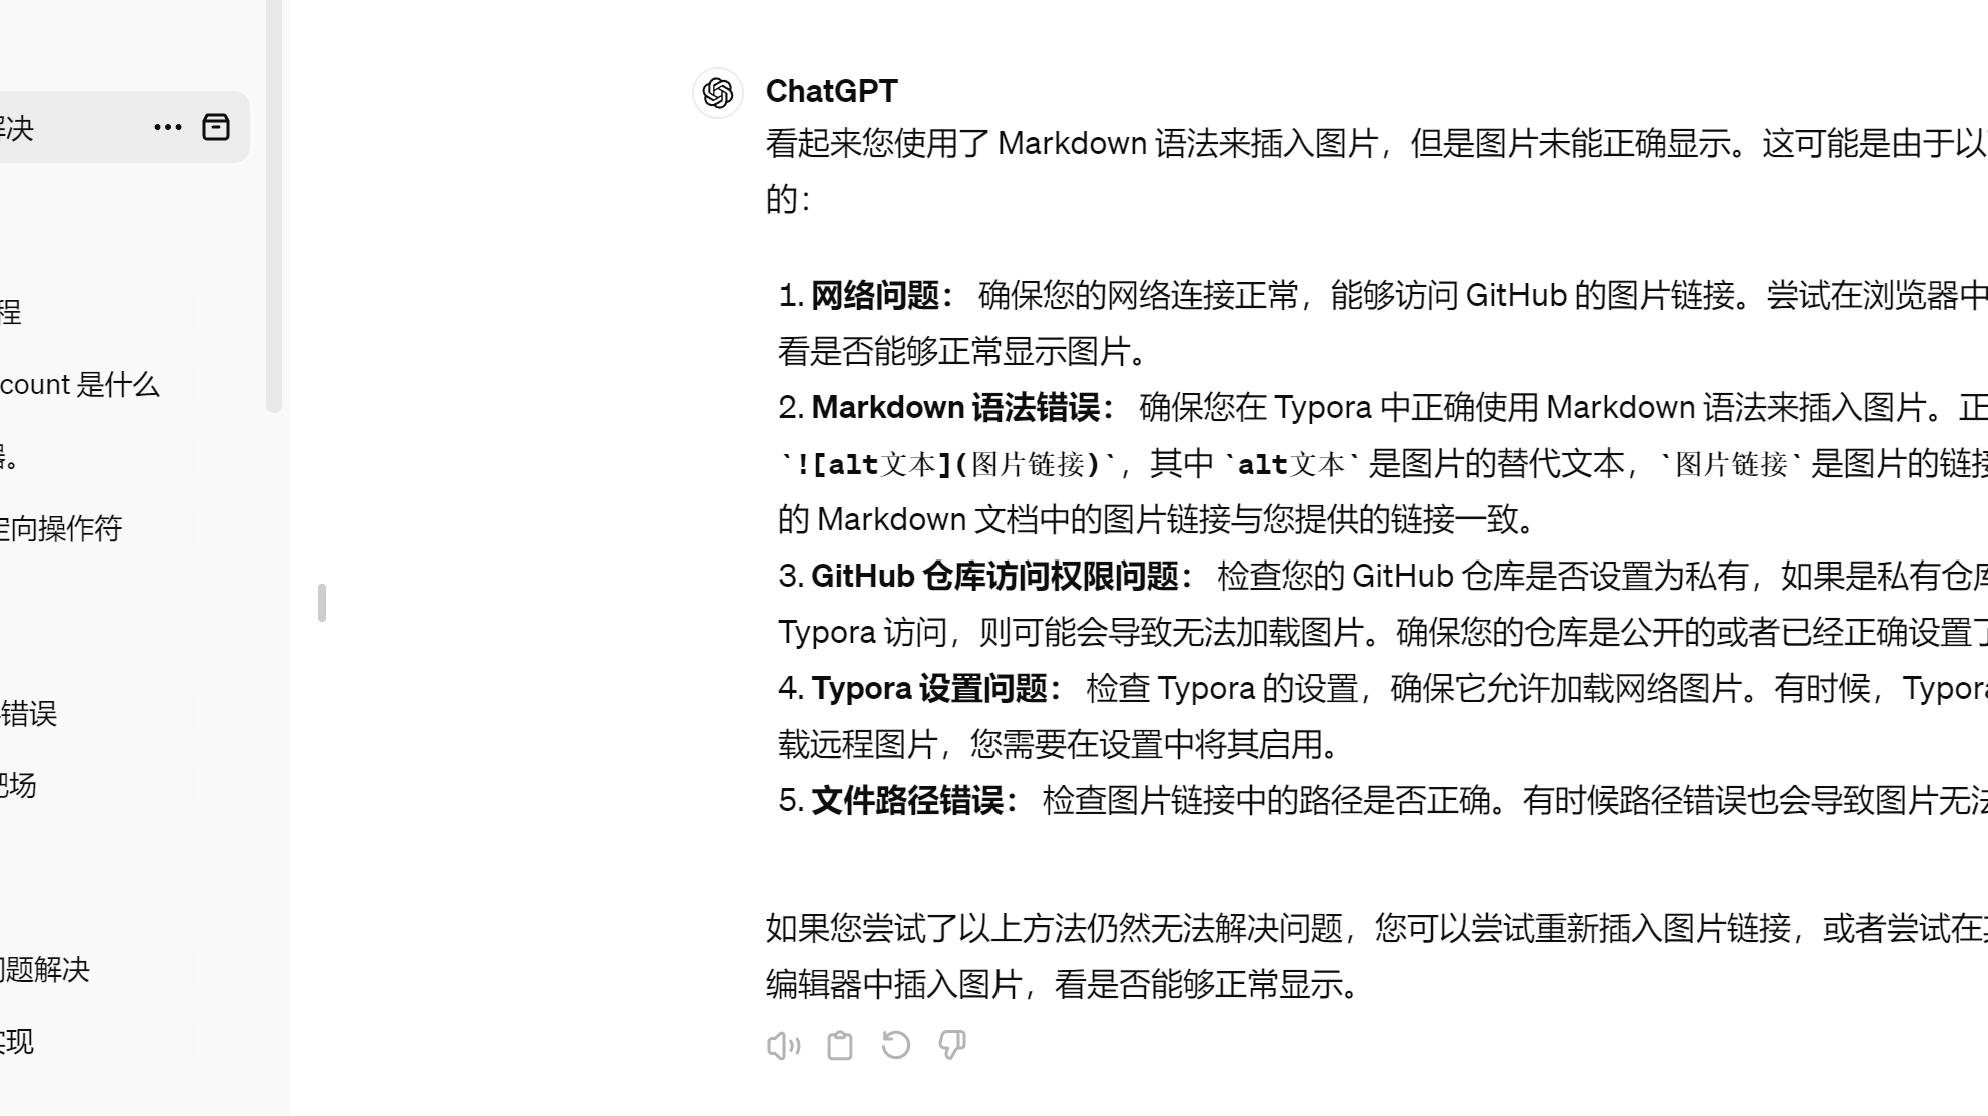 解决
程
count 是什么
器。
定向操作符
错误
靶场
问题解决
实现
ChatGPT
看起来您使用了 Markdown 语法来插入图片，但是图片未能正确显示。这可能是由于以
的：
1. 网络问题： 确保您的网络连接正常，能够访问 GitHub 的图片链接。尝试在浏览器中
看是否能够正常显示图片。
2. Markdown 语法错误： 确保您在 Typora 中正确使用 Markdown 语法来插入图片。正
`![alt文本](图片链接)`，其中 `alt文本` 是图片的替代文本，`图片链接` 是图片的链接
的 Markdown 文档中的图片链接与您提供的链接一致。
3. GitHub 仓库访问权限问题： 检查您的 GitHub 仓库是否设置为私有，如果是私有仓库
Typora 访问，则可能会导致无法加载图片。确保您的仓库是公开的或者已经正确设置了
4. Typora 设置问题： 检查 Typora 的设置，确保它允许加载网络图片。有时候，Typora
载远程图片，您需要在设置中将其启用。
5. 文件路径错误： 检查图片链接中的路径是否正确。有时候路径错误也会导致图片无法
如果您尝试了以上方法仍然无法解决问题，您可以尝试重新插入图片链接，或者尝试在其
编辑器中插入图片，看是否能够正常显示。